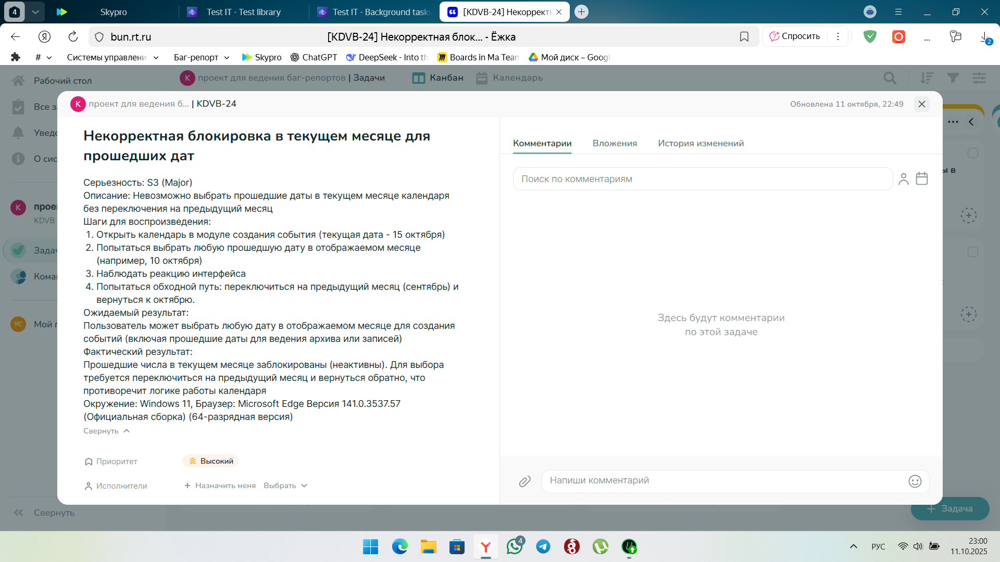 4
Skypro
Test IT - Test library
Test IT - Background tasks
[KDVB-24] Некорректн
bun.rt.ru
[KDVB-24] Некорректная блок... - Ёжка
Спросить
...
2
#
Системы управлени
Баг-репорт
Skypro
ChatGPT
DeepSeek - Into th
Boards in Ma Team
Мой диск – Googl
Рабочий стол
К проект для ведения баг-репортов | Задачи
Канбан
Календарь
Все за
Уведо
О сис
К
прое
KDVB
Задач
Кома
УС
Мой п
Свернуть
К проект для ведения б... | KDVB-24
Обновлена 11 октября, 22:49
Некорректная блокировка в текущем месяце для
прошедших дат
Серьезность: S3 (Major)
Описание: Невозможно выбрать прошедшие даты в текущем месяце календаря
без переключения на предыдущий месяц
Шаги для воспроизведения:
1. Открыть календарь в модуле создания события (текущая дата - 15 октября)
2. Попытаться выбрать любую прошедшую дату в отображаемом месяце
(например, 10 октября)
3. Наблюдать реакцию интерфейса
4. Попытаться обходной путь: переключиться на предыдущий месяц (сентябрь) и
вернуться к октябрю.
Ожидаемый результат:
Пользователь может выбрать любую дату в отображаемом месяце для создания
событий (включая прошедшие даты для ведения архива или записей)
Фактический результат:
Прошедшие числа в текущем месяце заблокированы (неактивны). Для выбора
требуется переключиться на предыдущий месяц и вернуться обратно, что
противоречит логике работы календаря
Окружение: Windows 11, Браузер: Microsoft Edge Версия 141.0.3537.57
(Официальная сборка) (64-разрядная версия)
Свернуть
Приоритет
Высокий
Исполнители
+ Назначить меня
Выбрать
Комментарии
Вложения
История изменений
Поиск по комментариям
Здесь будут комментарии
по этой задаче
Напиши комментарий
ы в
+ Задача
4
РУС
23:00
11.10.2025